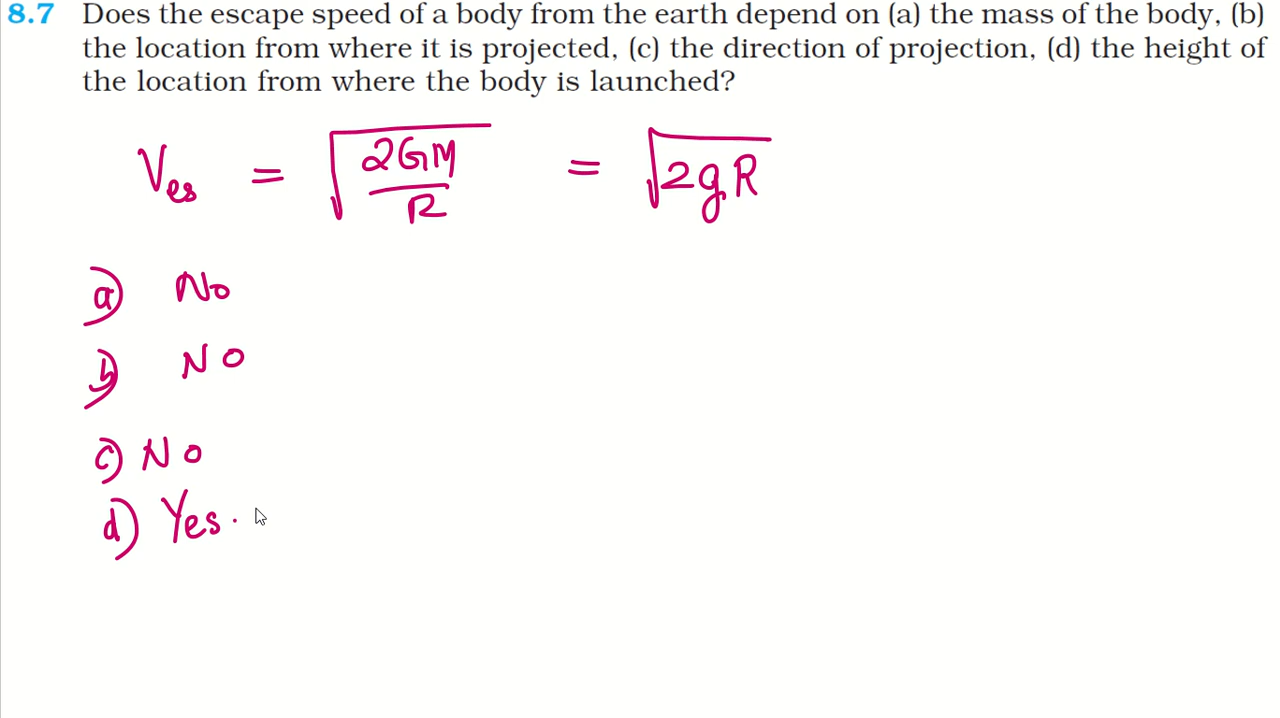 8.7 Does the escape speed of a body from the earth depend on (a) the mass of the body, (b)
the location from where it is projected, (c) the direction of projection, (d) the height of
the location from where the body is launched?
Ves = √(2GM/R) = √2gR
a) No
b) NO
c) NO
d) Yes.